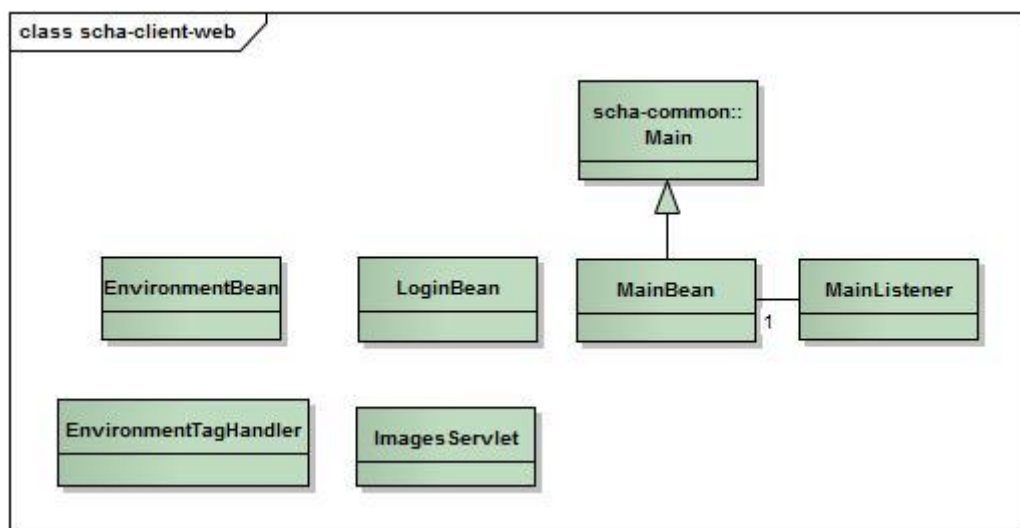 class scha-client-web
scha-common::
Main
EnvironmentBean
LoginBean
MainBean
MainListener
1
EnvironmentTagHandler
ImagesServlet